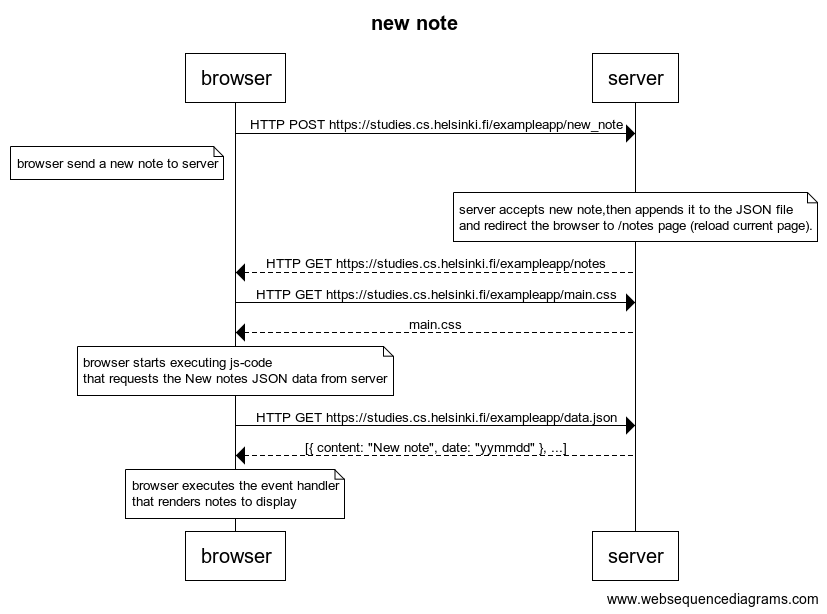 new note
browser
server
HTTP POST https://studies.cs.helsinki.fi/exampleapp/new_note
browser send a new note to server
server accepts new note,then appends it to the JSON file
and redirect the browser to /notes page (reload current page).
HTTP GET https://studies.cs.helsinki.fi/exampleapp/notes
HTTP GET https://studies.cs.helsinki.fi/exampleapp/main.css
main.css
browser starts executing js-code
that requests the New notes JSON data from server
HTTP GET https://studies.cs.helsinki.fi/exampleapp/data.json
[{ content: "New note", date: "yymmdd" }, ...]
browser executes the event handler
that renders notes to display
browser
server
www.websequencediagrams.com